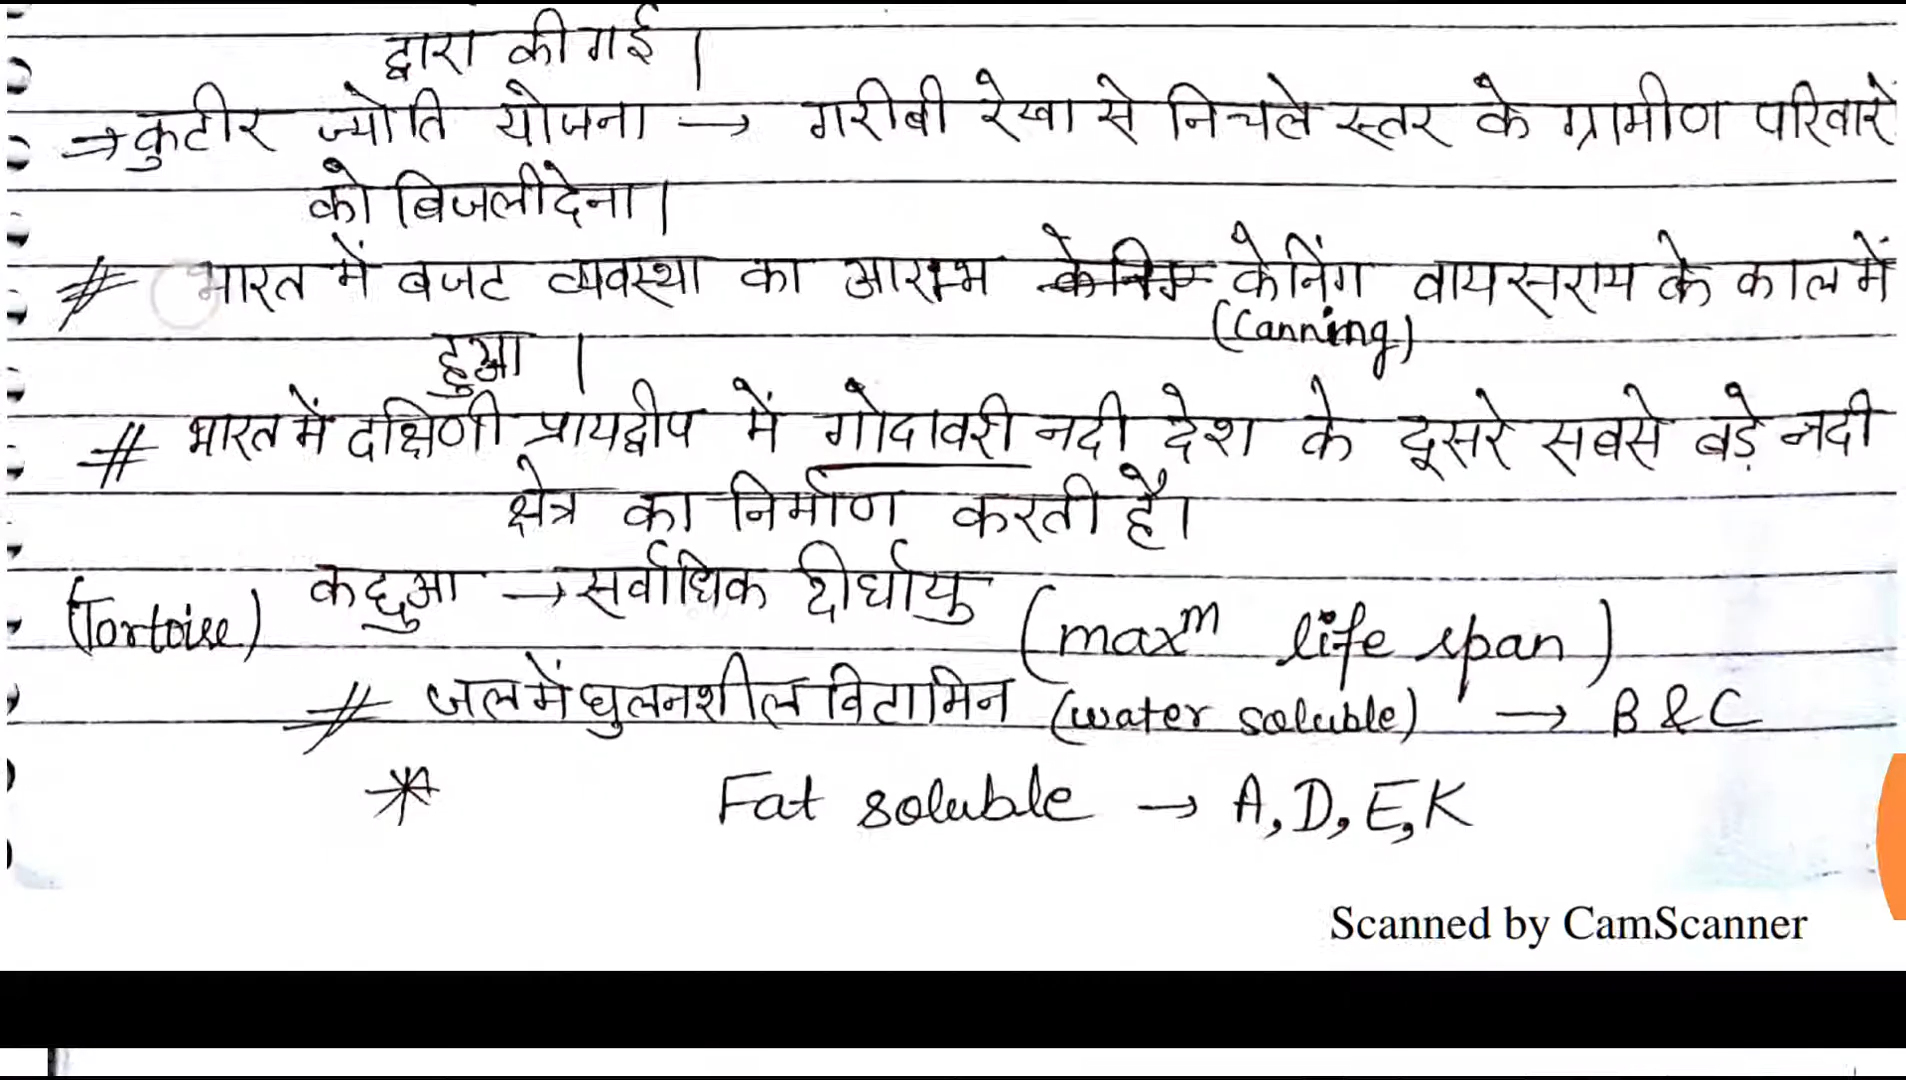 द्वारा की गई |
→ कुटीर ज्योति योजना → गरीबी रेखा से निचले स्तर के ग्रामीण परिवारों
को बिजली देना |
# भारत में बजट व्यवस्था का आरम्भ केनिंग केनिंग वायसराय के काल में
(Canning)
हुआ |
# भारत में दक्षिणी प्रायद्वीप में गोदावरी नदी देश के दूसरे सबसे बड़े नदी
क्षेत्र का निर्माण करती है।
(Tortoise) कछुआ → सर्वाधिक दीर्घायु (max^m life span)
# जल में घुलनशील विटामिन (water soluble) → B & C
* Fat soluble → A, D, E, K
Scanned by CamScanner